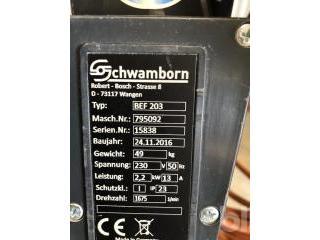 Schwamborn
Robert - Bosch - Strasse 8
D - 73117 Wangen
Typ: BEF 203
Masch.Nr.: 795092
Serien.Nr.: 15838
Baujahr: 24.11.2016
Gewicht: 49 kg
Spannung: 230 V 50 Hz
Leistung: 2,2 kW 13 A
Schutzkl.: I IP 23
Drehzahl: 1675 1/min
CE
Made in Germany